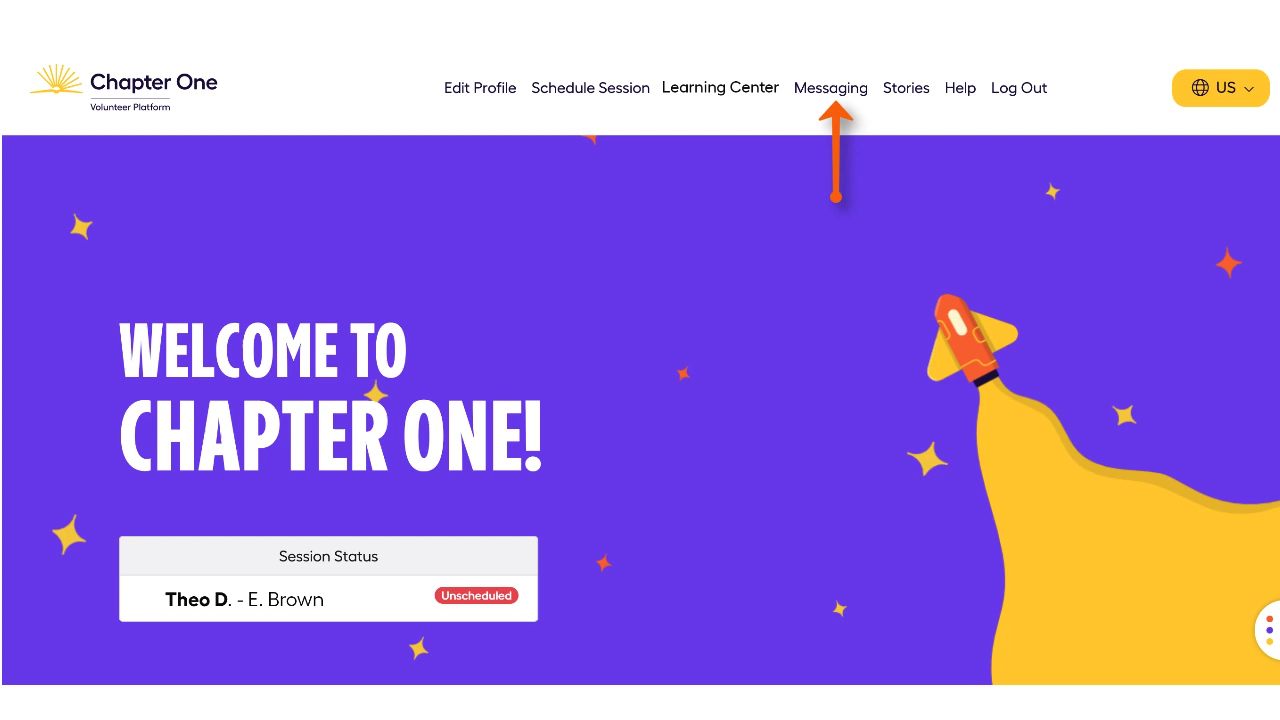 Chapter One
Volunteer Platform
Edit Profile Schedule Session Learning Center Messaging Stories Help Log Out
US
WELCOME TO
CHAPTER ONE!
Session Status
Theo D. - E. Brown
Unscheduled